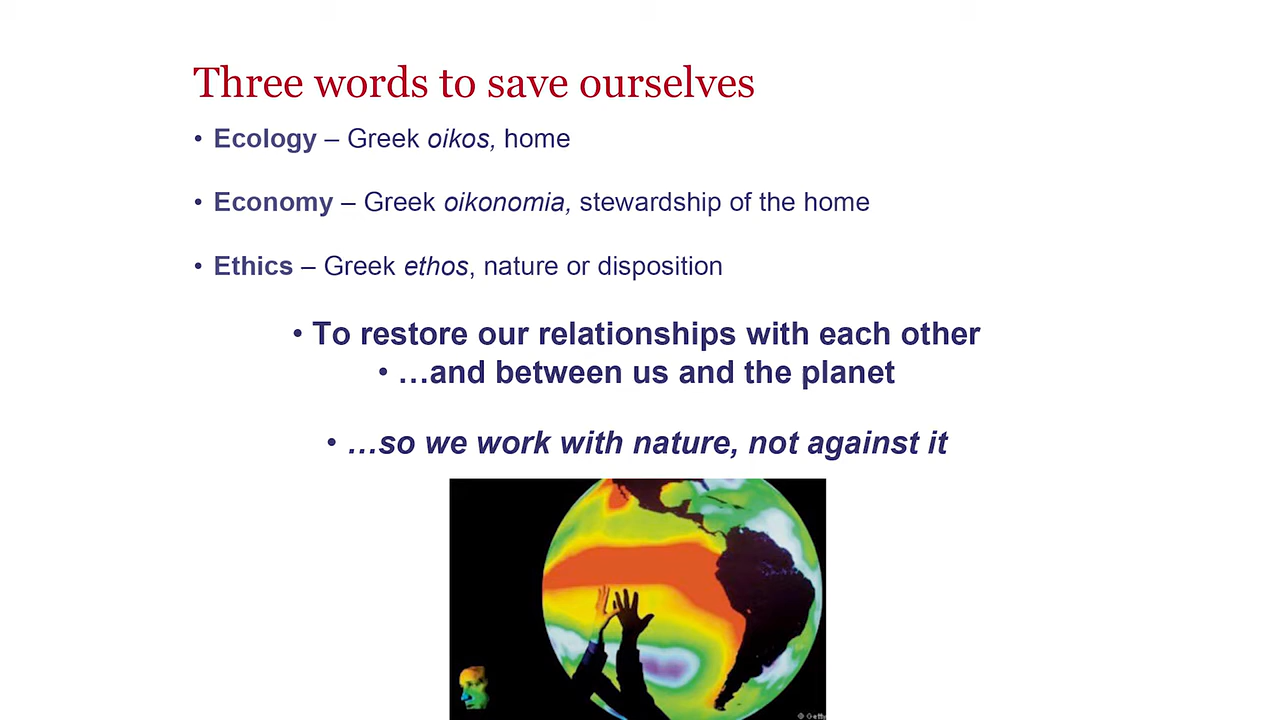 Three words to save ourselves
• Ecology – Greek oikos, home
• Economy – Greek oikonomia, stewardship of the home
• Ethics – Greek ethos, nature or disposition
• To restore our relationships with each other
• …and between us and the planet
• …so we work with nature, not against it
© Getty